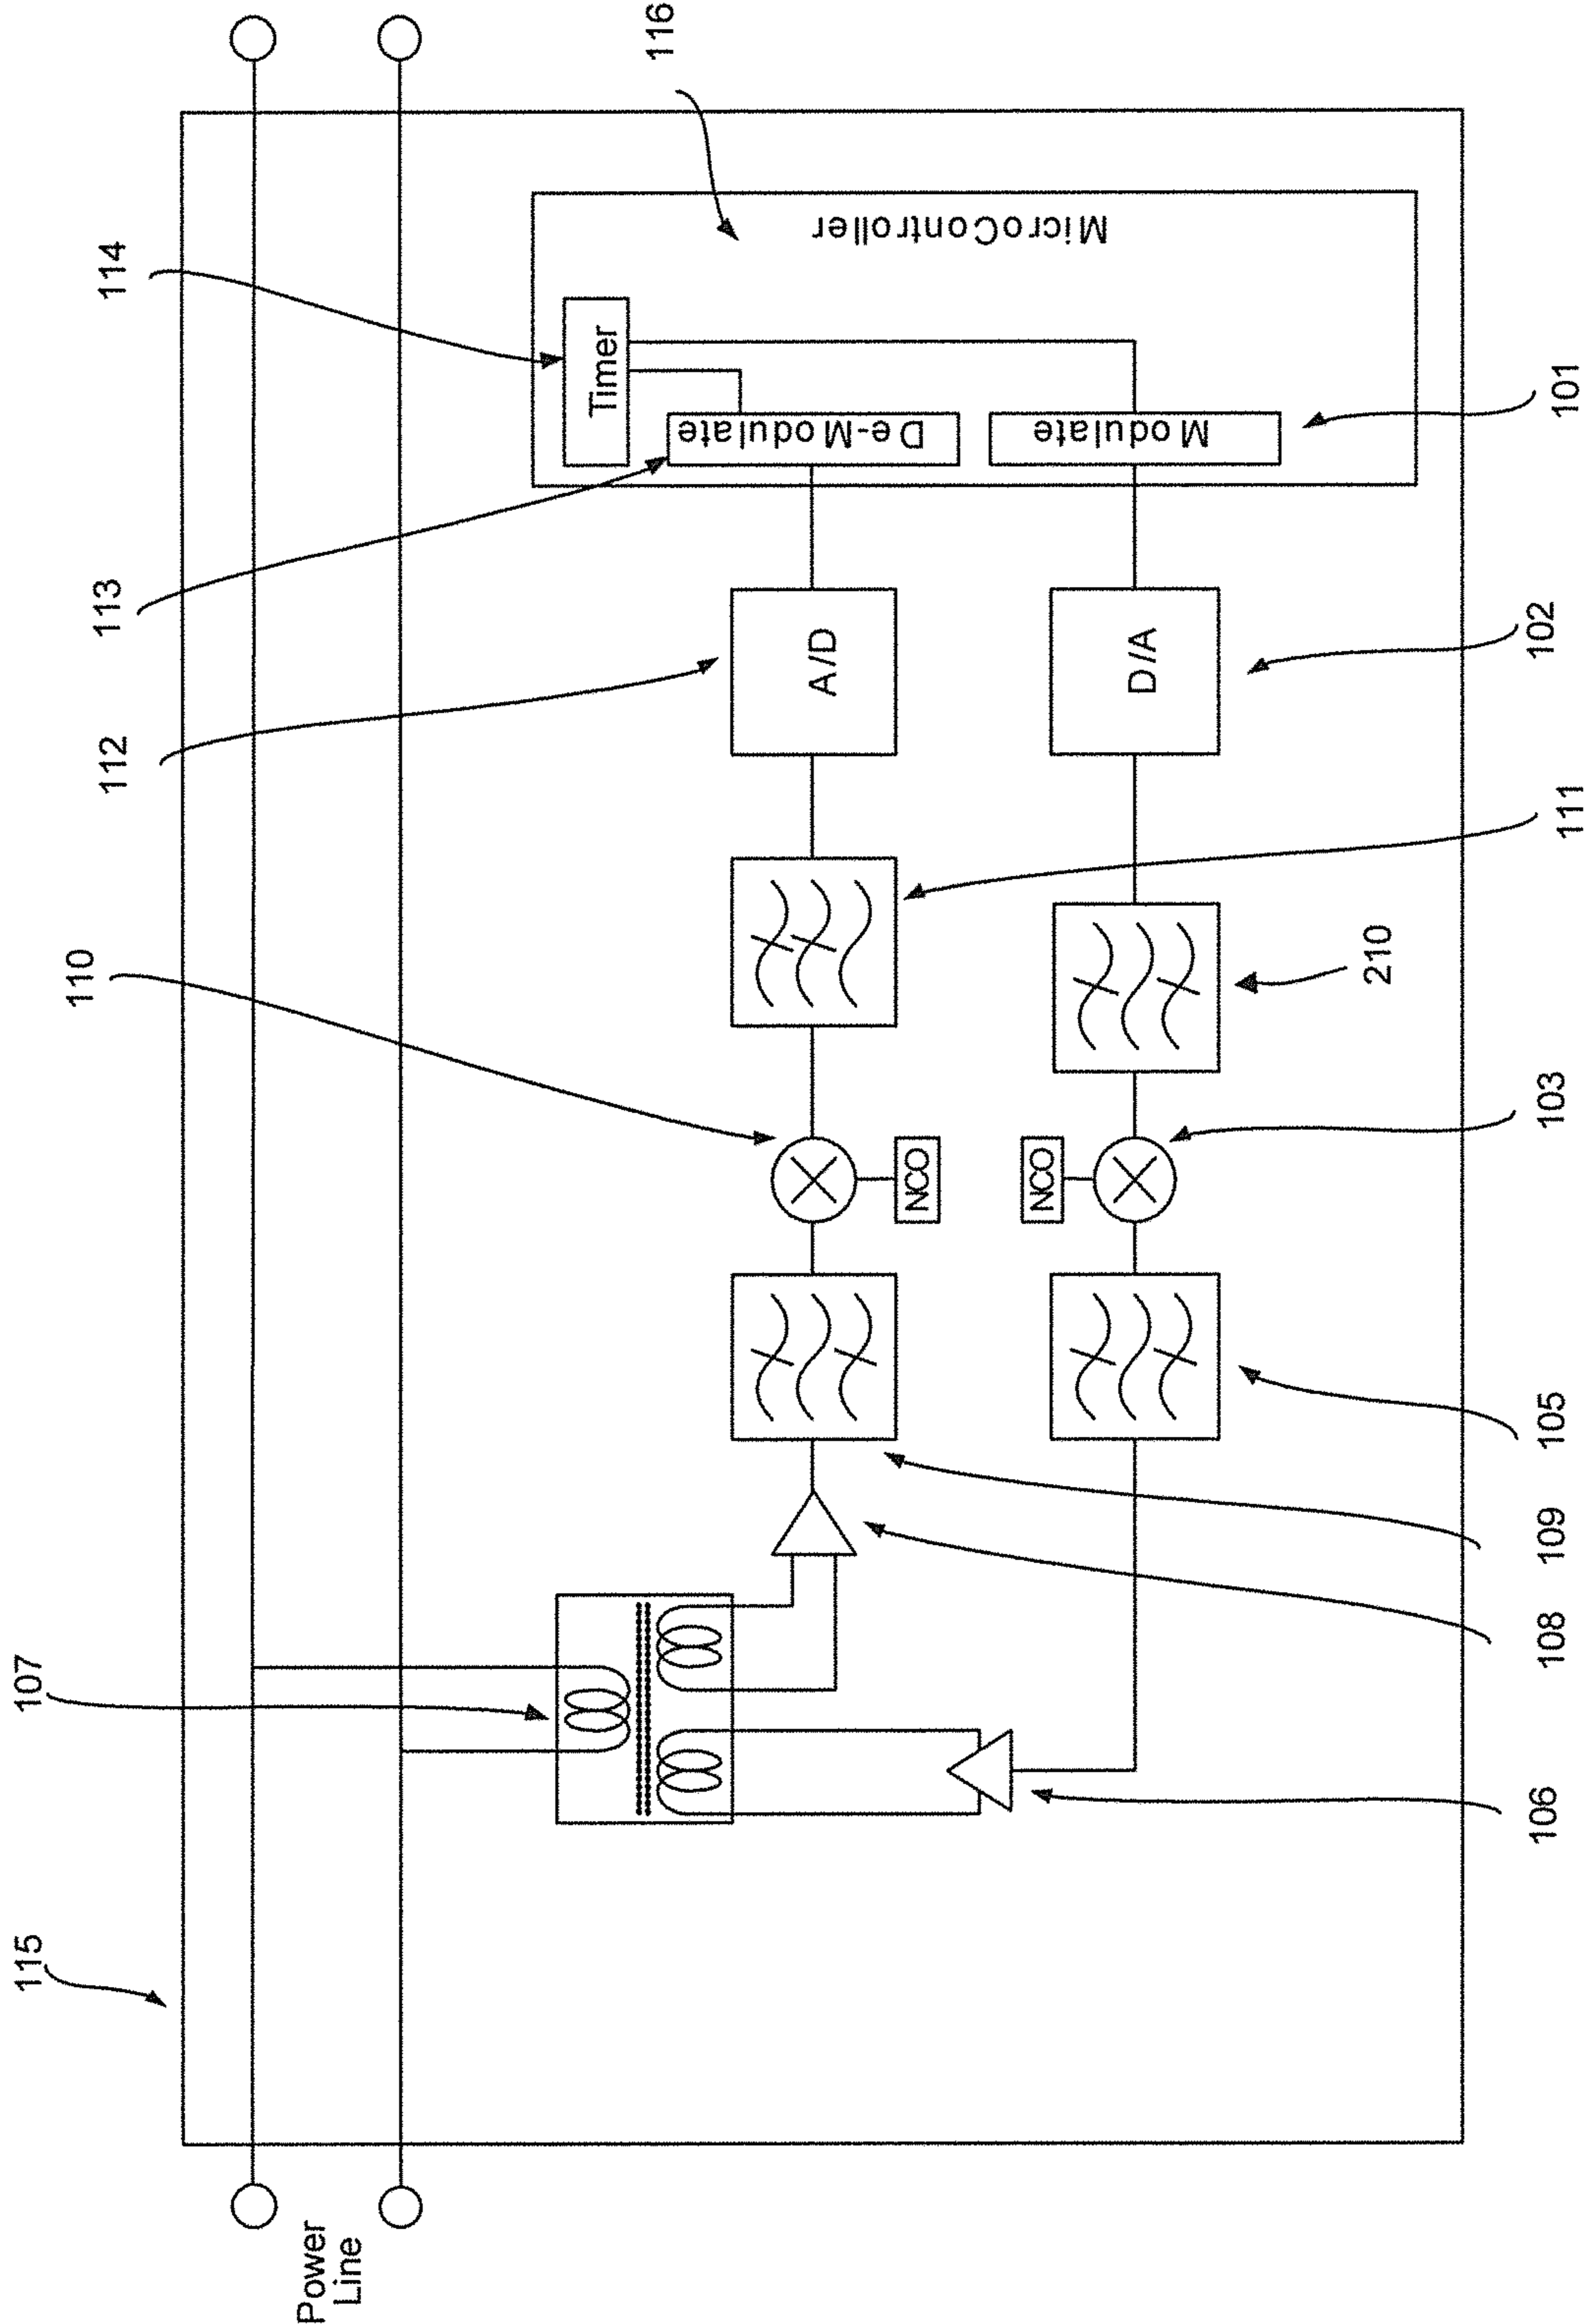 115
107
110
112
113
114
116
Power
Line
Timer
De-Modulate
Modulate
MicroController
A/D
D/A
NCO
NCO
106
108
109
105
103
210
111
102
101